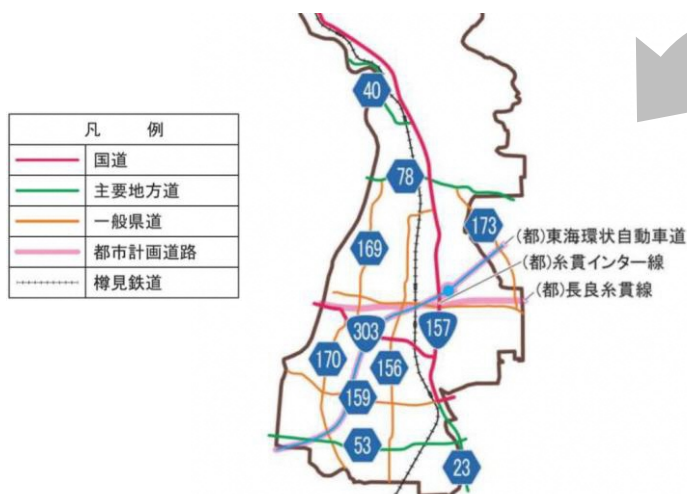 凡 例
国道
主要地方道
一般県道
都市計画道路
樽見鉄道
40
78
173
169
(都)東海環状自動車道
(都)糸貫インター線
(都)長良糸貫線
303
157
170
156
159
53
23